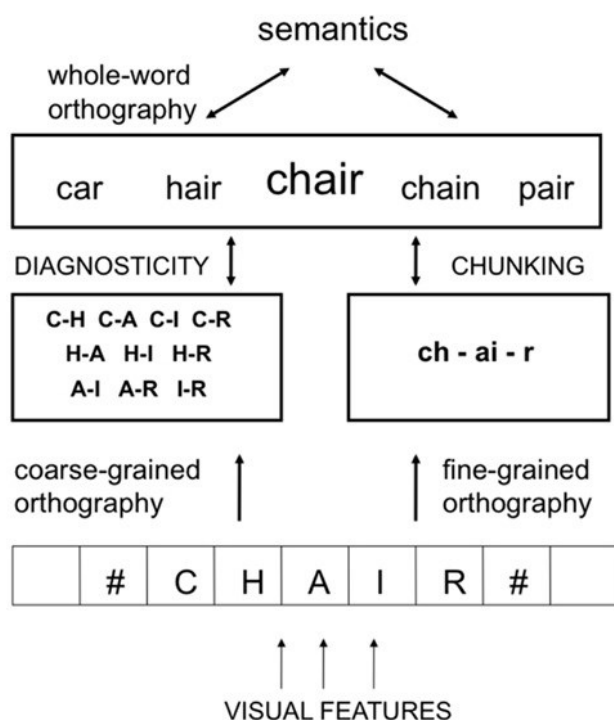 semantics
whole-word
orthography
car hair chair chain pair
DIAGNOSTICITY CHUNKING
C-H C-A C-I C-R
H-A H-I H-R
A-I A-R I-R
ch - ai - r
coarse-grained
orthography
fine-grained
orthography
# C H A I R #
VISUAL FEATURES